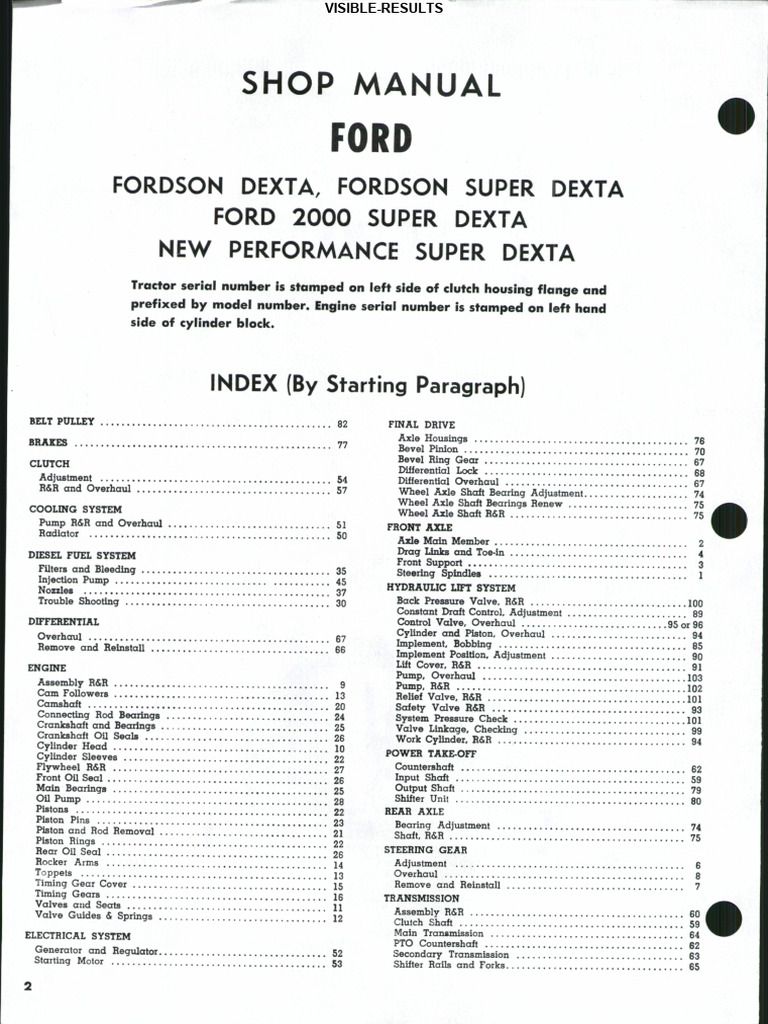 VISIBLE-RESULTS
SHOP MANUAL
FORD
FORDSON DEXTA, FORDSON SUPER DEXTA
FORD 2000 SUPER DEXTA
NEW PERFORMANCE SUPER DEXTA
Tractor serial number is stamped on left side of clutch housing flange and
prefixed by model number. Engine serial number is stamped on left hand
side of cylinder block.
INDEX (By Starting Paragraph)
BELT PULLEY ........ 82
BRAKES ........ 77
CLUTCH
Adjustment ........ 54
R&R and Overhaul ........ 57
COOLING SYSTEM
Pump R&R and Overhaul ........ 51
Radiator ........ 50
DIESEL FUEL SYSTEM
Filters and Bleeding ........ 35
Injection Pump ........ 45
Nozzles ........ 37
Trouble Shooting ........ 30
DIFFERENTIAL
Overhaul ........ 67
Remove and Reinstall ........ 66
ENGINE
Assembly R&R ........ 9
Cam Followers ........ 13
Camshaft ........ 20
Connecting Rod Bearings ........ 24
Crankshaft and Bearings ........ 25
Crankshaft Oil Seals ........ 26
Cylinder Head ........ 10
Cylinder Sleeves ........ 22
Flywheel R&R ........ 27
Front Oil Seal ........ 26
Main Bearings ........ 25
Oil Pump ........ 28
Pistons ........ 22
Piston Pins ........ 23
Piston and Rod Removal ........ 21
Piston Rings ........ 22
Rear Oil Seal ........ 26
Rocker Arms ........ 14
Toppets ........ 13
Timing Gear Cover ........ 15
Timing Gears ........ 16
Valves and Seats ........ 11
Valve Guides & Springs ........ 12
ELECTRICAL SYSTEM
Generator and Regulator ........ 52
Starting Motor ........ 53
FINAL DRIVE
Axle Housings ........ 76
Bevel Pinion ........ 70
Bevel Ring Gear ........ 67
Differential Lock ........ 68
Differential Overhaul ........ 67
Wheel Axle Shaft Bearing Adjustment ........ 74
Wheel Axle Shaft Bearings Renew ........ 75
Wheel Axle Shaft R&R ........ 75
FRONT AXLE
Axle Main Member ........ 2
Drag Links and Toe-in ........ 4
Front Support ........ 3
Steering Spindles ........ 1
HYDRAULIC LIFT SYSTEM
Back Pressure Valve, R&R ........ 100
Constant Draft Control, Adjustment ........ 89
Control Valve, Overhaul ........ 95 or 96
Cylinder and Piston, Overhaul ........ 94
Implement, Bobbing ........ 85
Implement Position, Adjustment ........ 90
Lift Cover, R&R ........ 91
Pump, Overhaul ........ 103
Pump, R&R ........ 102
Relief Valve, R&R ........ 101
Safety Valve R&R ........ 93
System Pressure Check ........ 101
Valve Linkage, Checking ........ 99
Work Cylinder, R&R ........ 94
POWER TAKE-OFF
Countershaft ........ 62
Input Shaft ........ 59
Output Shaft ........ 79
Shifter Unit ........ 80
REAR AXLE
Bearing Adjustment ........ 74
Shaft, R&R ........ 75
STEERING GEAR
Adjustment ........ 6
Overhaul ........ 8
Remove and Reinstall ........ 7
TRANSMISSION
Assembly R&R ........ 60
Clutch Shaft ........ 59
Main Transmission ........ 64
PTO Countershaft ........ 62
Secondary Transmission ........ 63
Shifter Rails and Forks ........ 65
2